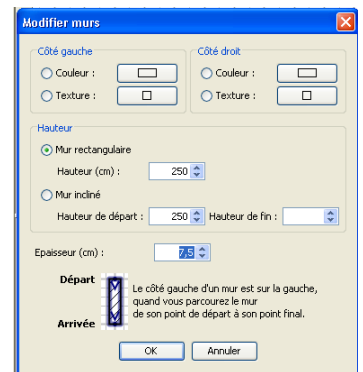 Modifier murs
Côté gauche
Côté droit
Couleur :
Couleur :
Texture :
Texture :
Hauteur
Mur rectangulaire
Hauteur (cm) : 250
Mur incliné
Hauteur de départ : 250 Hauteur de fin :
Epaisseur (cm) : 7,5
Départ
Le côté gauche d'un mur est sur la gauche,
quand vous parcourez le mur
de son point de départ à son point final.
Arrivée
OK
Annuler